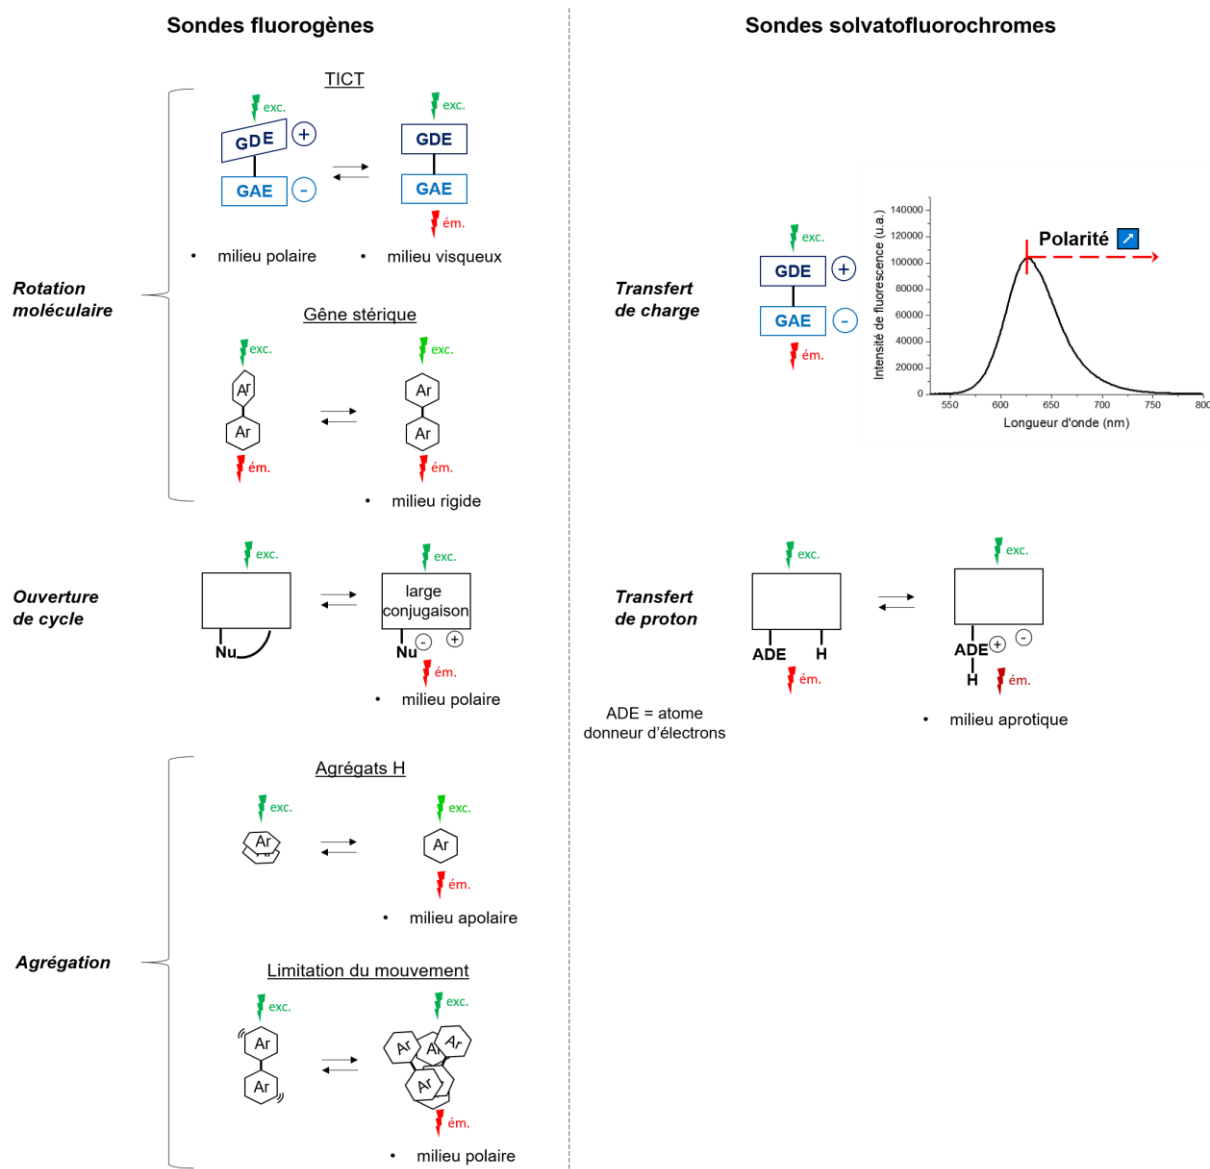 Sondes fluorogènes
TICT
exc.
exc.
GDE
+
GDE
GAE
-
GAE
ém.
• milieu polaire
• milieu visqueux
Rotation
moléculaire
Gêne stérique
exc.
exc.
Ar
Ar
Ar
Ar
ém.
ém.
• milieu rigide
exc.
exc.
Ouverture
de cycle
large
conjugaison
Nu
Nu
-
+
ém.
• milieu polaire
Agrégats H
exc.
exc.
Ar
Ar
Ar
ém.
• milieu apolaire
Agrégation
Limitation du mouvement
exc.
exc.
Ar
Ar
Ar
Ar
Ar
Ar
ém.
• milieu polaire
Sondes solvatofluorochromes
Transfert
de charge
exc.
GDE
+
GAE
-
ém.
Intensité de fluorescence (u.a.)
140000
120000
100000
80000
60000
40000
20000
0
Polarité ↗
550
600
650
700
750
800
Longueur d'onde (nm)
Transfert
de proton
exc.
exc.
ADE
H
ADE
+
-
H
ém.
ém.
ADE = atome
donneur d'électrons
• milieu aprotique